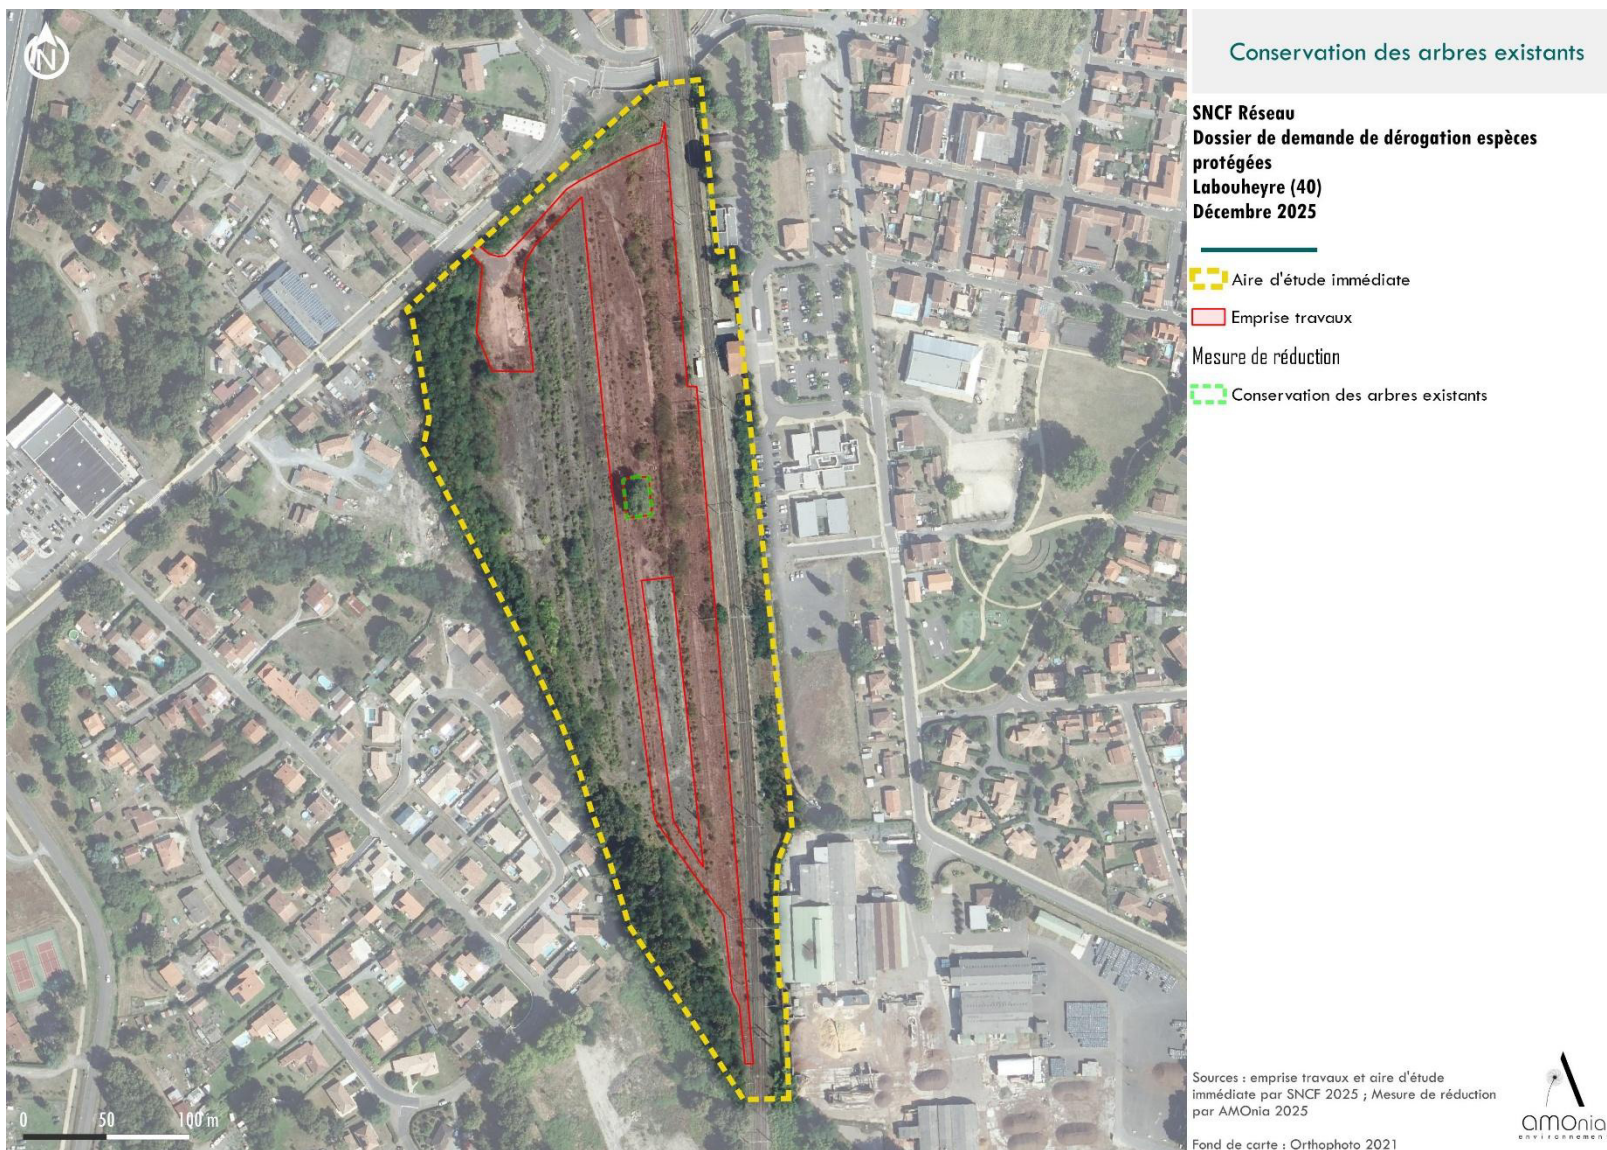 N
Conservation des arbres existants
SNCF Réseau
Dossier de demande de dérogation espèces
protégées
Labouheyre (40)
Décembre 2025
Aire d'étude immédiate
Emprise travaux
Mesure de réduction
Conservation des arbres existants
0 50 100 m
Sources : emprise travaux et aire d'étude
immédiate par SNCF 2025 ; Mesure de réduction
par AMOnia 2025
Fond de carte : Orthophoto 2021
amOnia
environnement